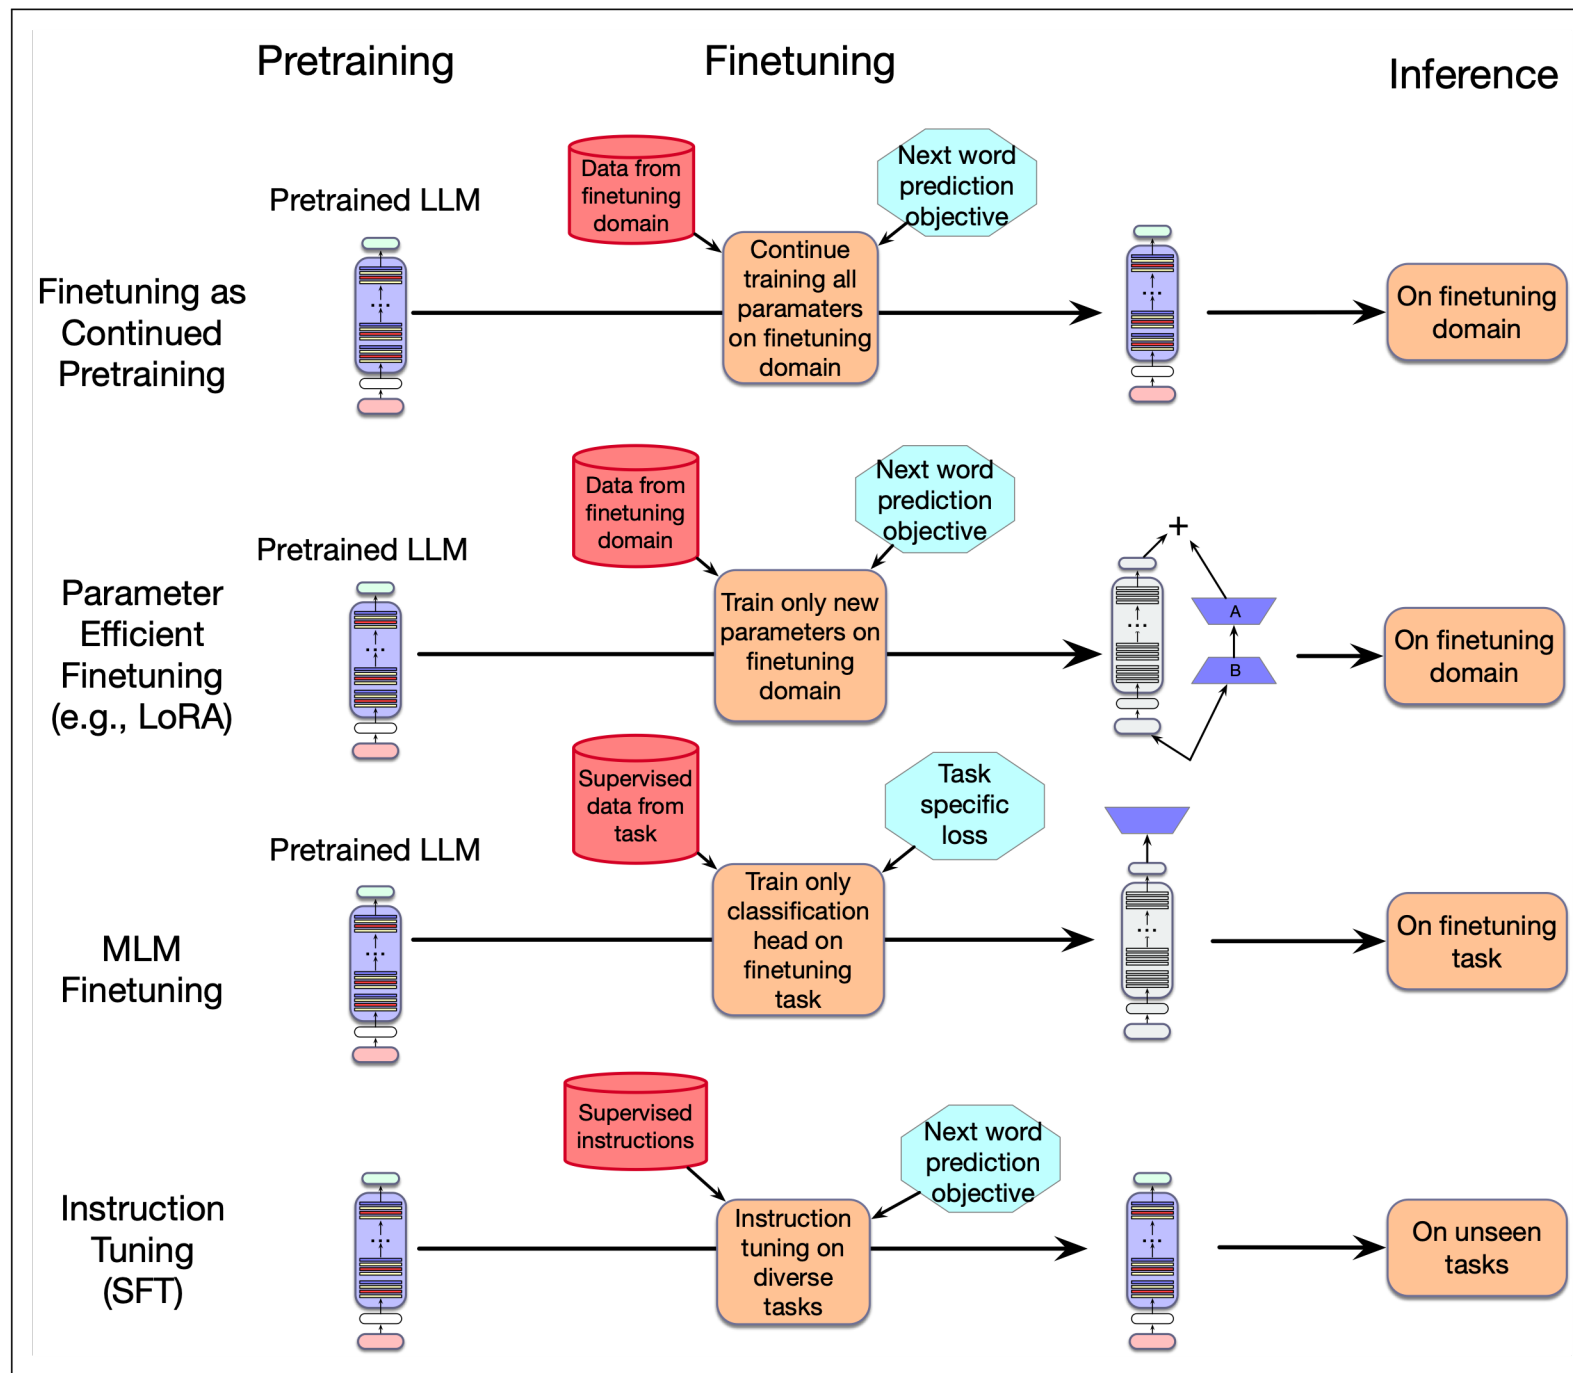 Pretraining
Finetuning
Inference
Finetuning as
Continued
Pretraining
Pretrained LLM
Data from
finetuning
domain
Next word
prediction
objective
Continue
training all
paramaters
on finetuning
domain
On finetuning
domain
Parameter
Efficient
Finetuning
(e.g., LoRA)
Pretrained LLM
Data from
finetuning
domain
Next word
prediction
objective
Train only new
parameters on
finetuning
domain
+
A
B
On finetuning
domain
MLM
Finetuning
Pretrained LLM
Supervised
data from
task
Task
specific
loss
Train only
classification
head on
finetuning
task
On finetuning
task
Instruction
Tuning
(SFT)
Supervised
instructions
Next word
prediction
objective
Instruction
tuning on
diverse
tasks
On unseen
tasks